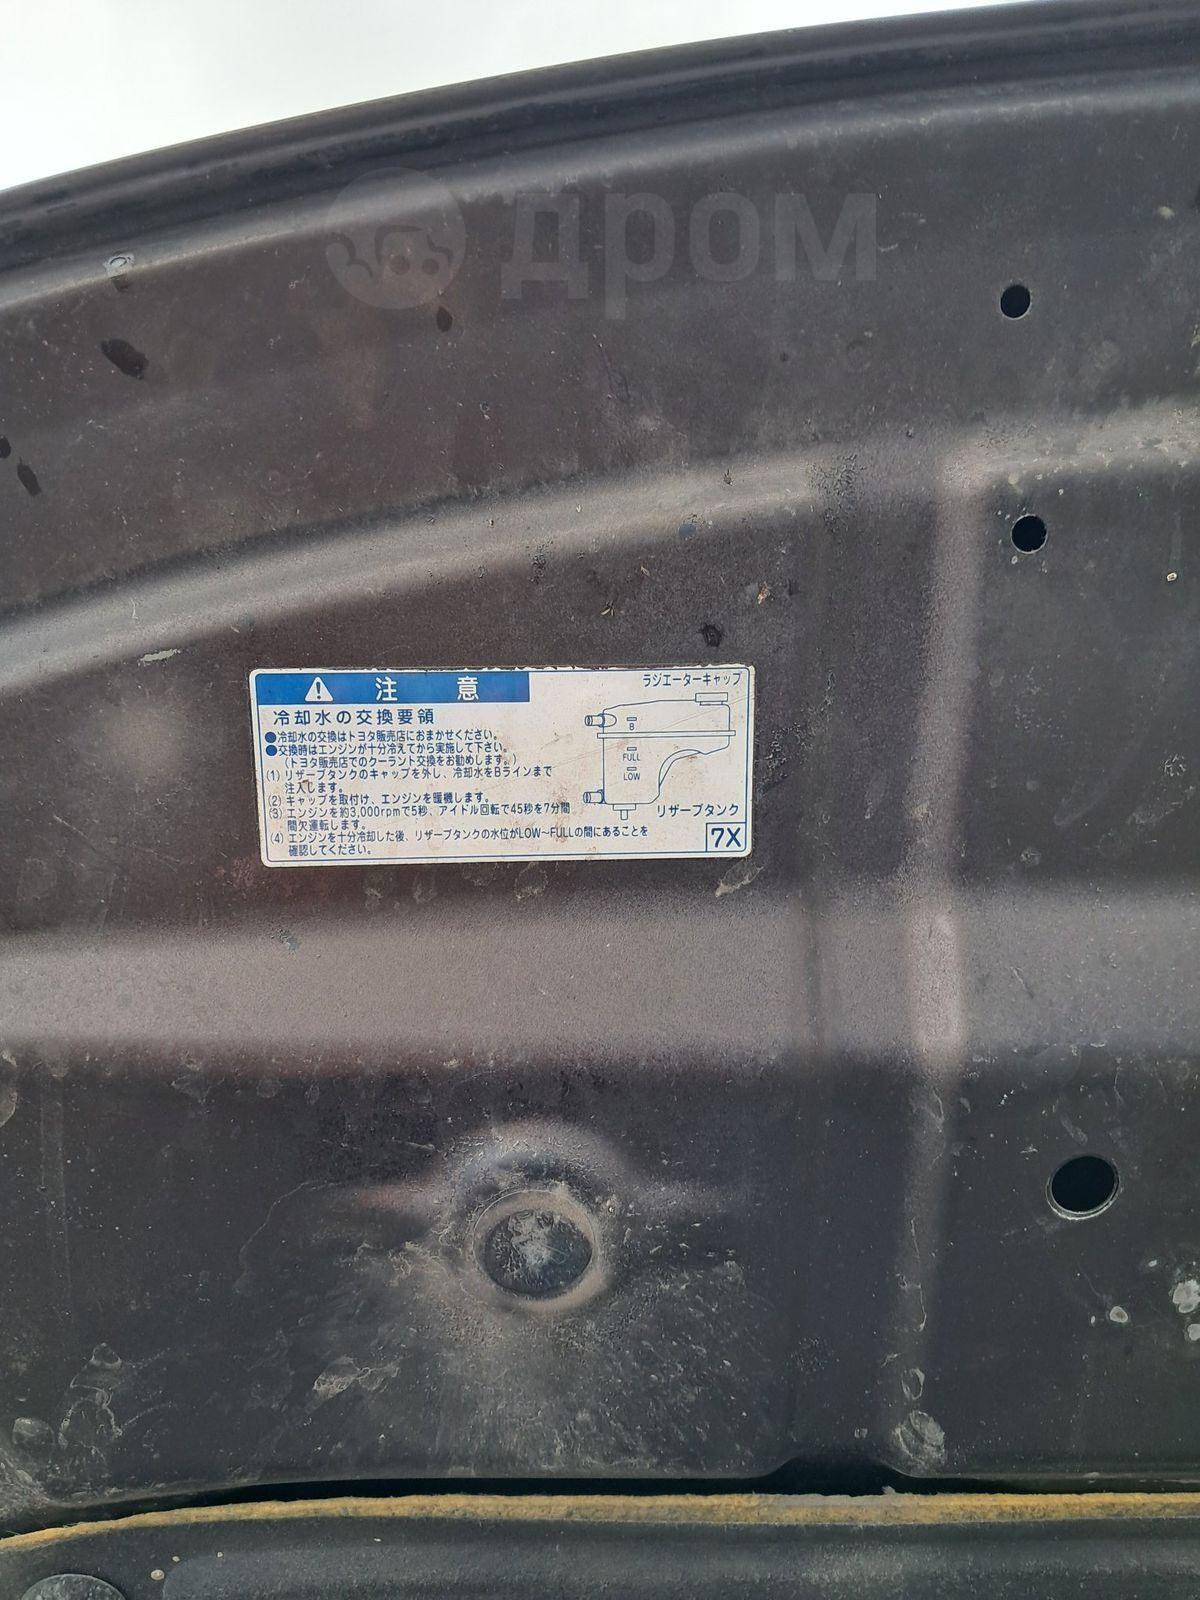 дром
注 意
ラジエーターキャップ
冷却水の交換要領
●冷却水の交換はトヨタ販売店におまかせください。
●交換時はエンジンが十分冷えてから実施して下さい。
(トヨタ販売店でのクーラント交換をお勧めします。)
(1) リザーブタンクのキャップを外し、冷却水をBラインまで
注入します。
(2) キャップを取付け、エンジンを暖機します。
(3) エンジンを約3,000rpmで5秒、アイドル回転で45秒を7分間
間欠運転します。
(4) エンジンを十分冷却した後、リザーブタンクの水位がLOW～FULLの間にあることを
確認してください。
B
FULL
LOW
リザーブタンク
7X